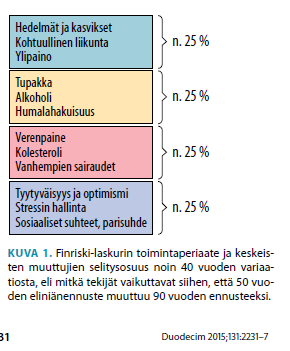 Hedelmät ja kasvikset
Kohtuullinen liikunta
Ylipaino
n. 25 %
Tupakka
Alkoholi
Humalahakuisuus
n. 25 %
Verenpaine
Kolesteroli
Vanhempien sairaudet
n. 25 %
Tyytyväisyys ja optimismi
Stressin hallinta
Sosiaaliset suhteet, parisuhde
n. 25 %
KUVA 1. Finriski-laskurin toimintaperiaate ja keskeis-
ten muuttujien selitysosuus noin 40 vuoden variaa-
tiosta, eli mitkä tekijät vaikuttavat siihen, että 50 vuo-
den eliniänennuste muuttuu 90 vuoden ennusteeksi.
31
Duodecim 2015;131:2231–7